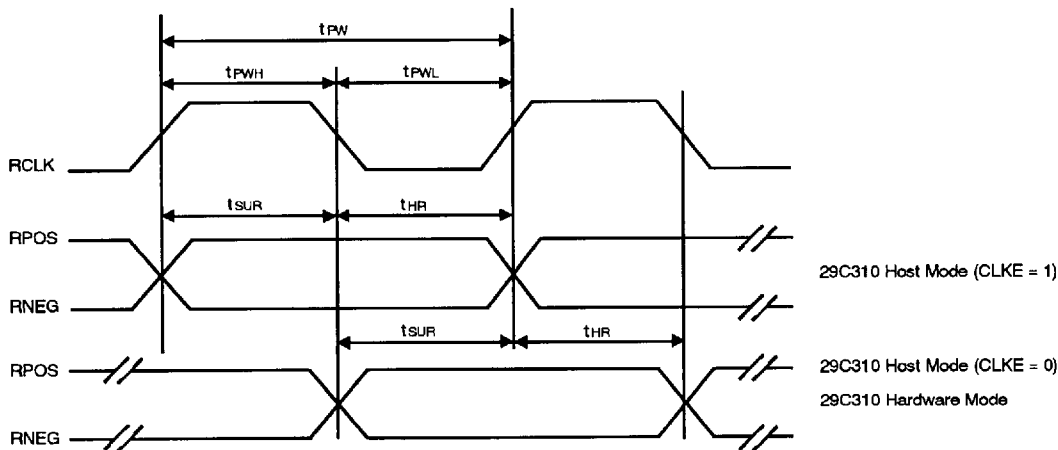 tPW
tPWH tPWL
RCLK
tSUR tHR
RPOS
29C310 Host Mode (CLKE = 1)
RNEG
tSUR tHR
RPOS 29C310 Host Mode (CLKE = 0)
29C310 Hardware Mode
RNEG